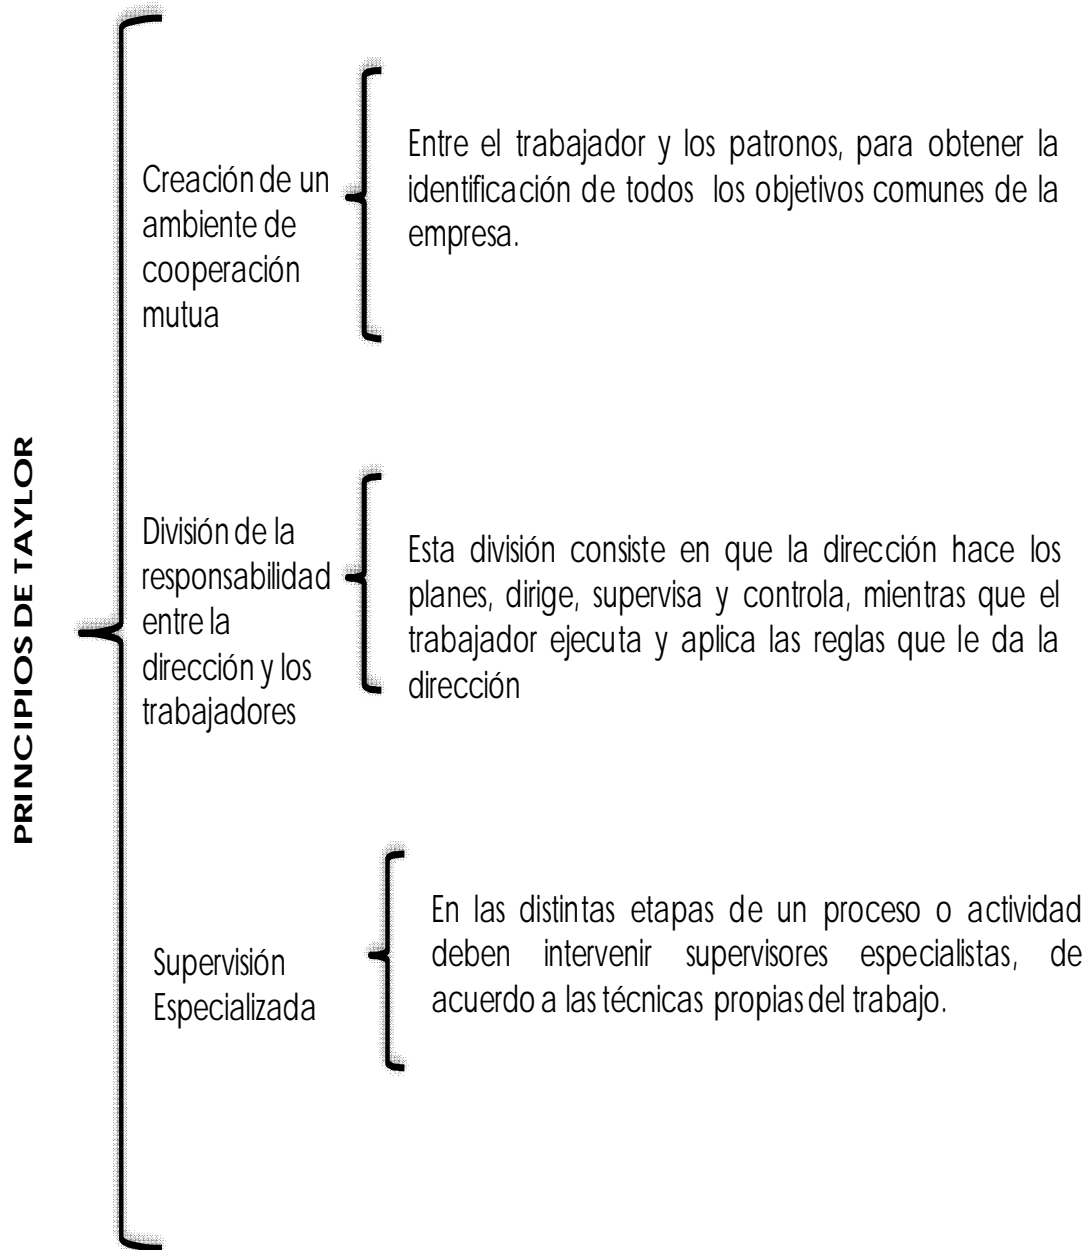 PRINCIPIOS DE TAYLOR
Creación de un
ambiente de
cooperación
mutua
Entre el trabajador y los patronos, para obtener la
identificación de todos los objetivos comunes de la
empresa.
División de la
responsabilidad
entre la
dirección y los
trabajadores
Esta división consiste en que la dirección hace los
planes, dirige, supervisa y controla, mientras que el
trabajador ejecuta y aplica las reglas que le da la
dirección
Supervisión
Especializada
En las distintas etapas de un proceso o actividad
deben intervenir supervisores especialistas, de
acuerdo a las técnicas propias del trabajo.